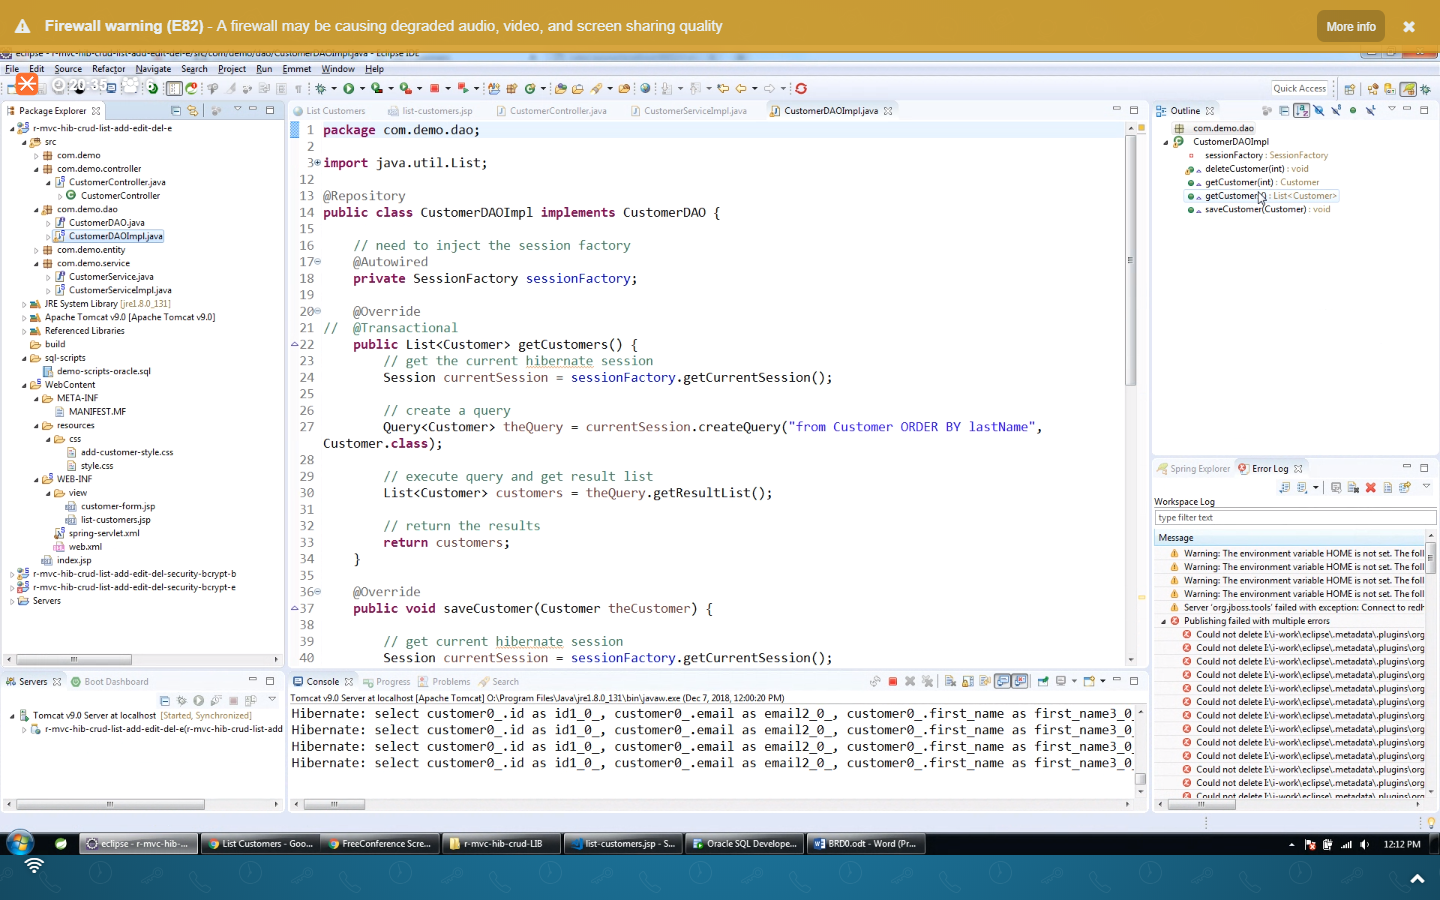 Firewall warning (E82) - A firewall may be causing degraded audio, video, and screen sharing quality
More info
eclipse - r-mvc-hib-crud-list-add-edit-del-e/src/com/demo/dao/CustomerDAOImpl.java - Eclipse IDE
File Edit Source Refactor Navigate Search Project Run Emmet Window Help
20:35 6
Quick Access
Package Explorer
r-mvc-hib-crud-list-add-edit-del-e
src
com.demo
com.demo.controller
CustomerController.java
CustomerController
com.demo.dao
CustomerDAO.java
CustomerDAOImpl.java
com.demo.entity
com.demo.service
CustomerService.java
CustomerServiceImpl.java
JRE System Library [jre1.8.0_131]
Apache Tomcat v9.0 [Apache Tomcat v9.0]
Referenced Libraries
build
sql-scripts
demo-scripts-oracle.sql
WebContent
META-INF
MANIFEST.MF
resources
css
add-customer-style.css
style.css
WEB-INF
view
customer-form.jsp
list-customers.jsp
spring-servlet.xml
web.xml
index.jsp
r-mvc-hib-crud-list-add-edit-del-security-bcrypt-b
r-mvc-hib-crud-list-add-edit-del-security-bcrypt-e
Servers
List Customers list-customers.jsp CustomerController.java CustomerServiceImpl.java CustomerDAOImpl.java
1 package com.demo.dao;
2
3 import java.util.List;
12
13 @Repository
14 public class CustomerDAOImpl implements CustomerDAO {
15
16 // need to inject the session factory
17 @Autowired
18 private SessionFactory sessionFactory;
19
20 @Override
21 // @Transactional
22 public List<Customer> getCustomers() {
23 // get the current hibernate session
24 Session currentSession = sessionFactory.getCurrentSession();
25
26 // create a query
27 Query<Customer> theQuery = currentSession.createQuery("from Customer ORDER BY lastName",
Customer.class);
28
29 // execute query and get result list
30 List<Customer> customers = theQuery.getResultList();
31
32 // return the results
33 return customers;
34 }
35
36 @Override
37 public void saveCustomer(Customer theCustomer) {
38
39 // get current hibernate session
40 Session currentSession = sessionFactory.getCurrentSession();
Outline
com.demo.dao
CustomerDAOImpl
sessionFactory : SessionFactory
deleteCustomer(int) : void
getCustomer(int) : Customer
: List<Customer>
saveCustomer(Customer) : void
Spring Explorer Error Log
Workspace Log
type filter text
Message
Warning: The environment variable HOME is not set. The foll
Warning: The environment variable HOME is not set. The foll
Warning: The environment variable HOME is not set. The foll
Warning: The environment variable HOME is not set. The foll
Server 'org.jboss.tools' failed with exception: Connect to redh
Publishing failed with multiple errors
Could not delete I:\i-work\eclipse\.metadata\.plugins\org
Could not delete I:\i-work\eclipse\.metadata\.plugins\org
Could not delete I:\i-work\eclipse\.metadata\.plugins\org
Could not delete I:\i-work\eclipse\.metadata\.plugins\org
Could not delete I:\i-work\eclipse\.metadata\.plugins\org
Could not delete I:\i-work\eclipse\.metadata\.plugins\org
Could not delete I:\i-work\eclipse\.metadata\.plugins\org
Could not delete I:\i-work\eclipse\.metadata\.plugins\org
Could not delete I:\i-work\eclipse\.metadata\.plugins\org
Could not delete I:\i-work\eclipse\.metadata\.plugins\org
Could not delete I:\i-work\eclipse\.metadata\.plugins\org
Could not delete I:\i-work\eclipse\.metadata\.plugins\org
Could not delete I:\i-work\eclipse\.metadata\.plugins\org
Servers Boot Dashboard
Tomcat v9.0 Server at localhost [Started, Synchronized]
r-mvc-hib-crud-list-add-edit-del-e(r-mvc-hib-crud-list-add
Console Progress Problems Search
Tomcat v9.0 Server at localhost [Apache Tomcat] O:\Program Files\Java\jre1.8.0_131\bin\javaw.exe (Dec 7, 2018, 12:00:20 PM)
Hibernate: select customer0_.id as id1_0_, customer0_.email as email2_0_, customer0_.first_name as first_name3_0_
Hibernate: select customer0_.id as id1_0_, customer0_.email as email2_0_, customer0_.first_name as first_name3_0_
Hibernate: select customer0_.id as id1_0_, customer0_.email as email2_0_, customer0_.first_name as first_name3_0_
Hibernate: select customer0_.id as id1_0_, customer0_.email as email2_0_, customer0_.first_name as first_name3_0_
eclipse - r-mvc-hib-... List Customers - Goo... FreeConference Scre... r-mvc-hib-crud-LIB list-customers.jsp - S... Oracle SQL Develope... BRD0.odt - Word (Pr... 12:12 PM